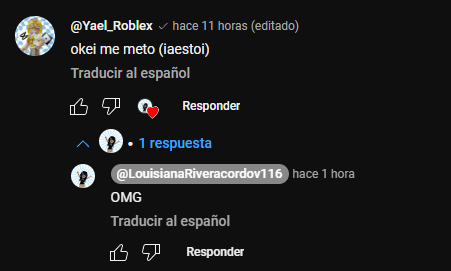 @Yael_Roblex hace 11 horas (editado)
okei me meto (iaestoi)
Traducir al español
Responder
• 1 respuesta
@LouisianaRiveracordov116 hace 1 hora
OMG
Traducir al español
Responder